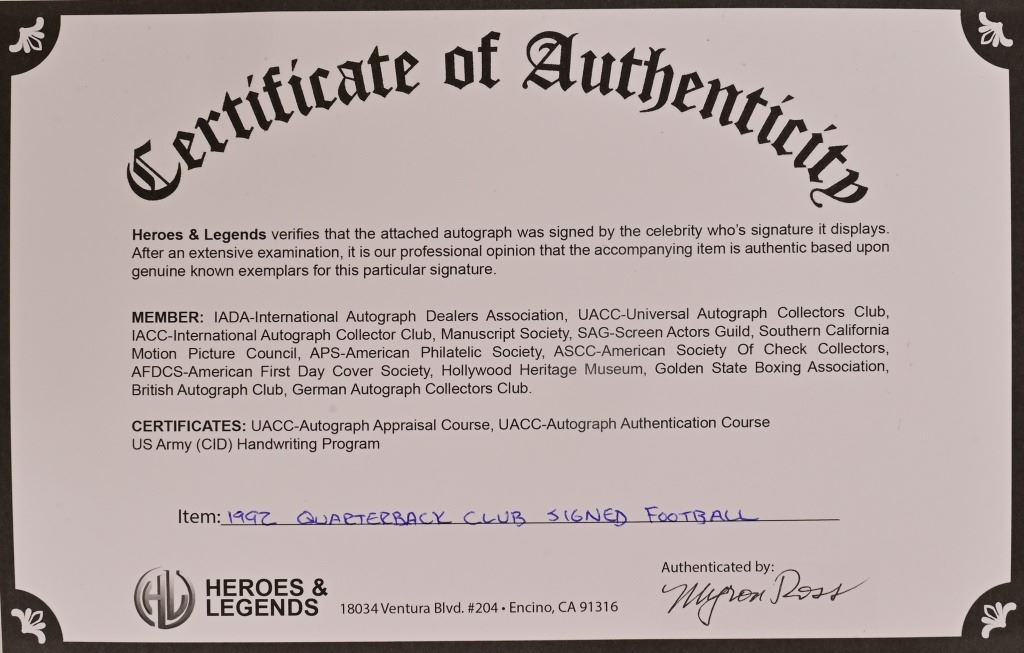 Certificate of Authenticity
Heroes & Legends verifies that the attached autograph was signed by the celebrity who's signature it displays.
After an extensive examination, it is our professional opinion that the accompanying item is authentic based upon
genuine known exemplars for this particular signature.
MEMBER: IADA-International Autograph Dealers Association, UACC-Universal Autograph Collectors Club,
IACC-International Autograph Collector Club, Manuscript Society, SAG-Screen Actors Guild, Southern California
Motion Picture Council, APS-American Philatelic Society, ASCC-American Society Of Check Collectors,
AFDCS-American First Day Cover Society, Hollywood Heritage Museum, Golden State Boxing Association,
British Autograph Club, German Autograph Collectors Club.
CERTIFICATES: UACC-Autograph Appraisal Course, UACC-Autograph Authentication Course
US Army (CID) Handwriting Program
Item: 1992 QUARTERBACK CLUB SIGNED FOOTBALL
Authenticated by:
Myron Ross
HL
HEROES &
LEGENDS
18034 Ventura Blvd. #204 • Encino, CA 91316